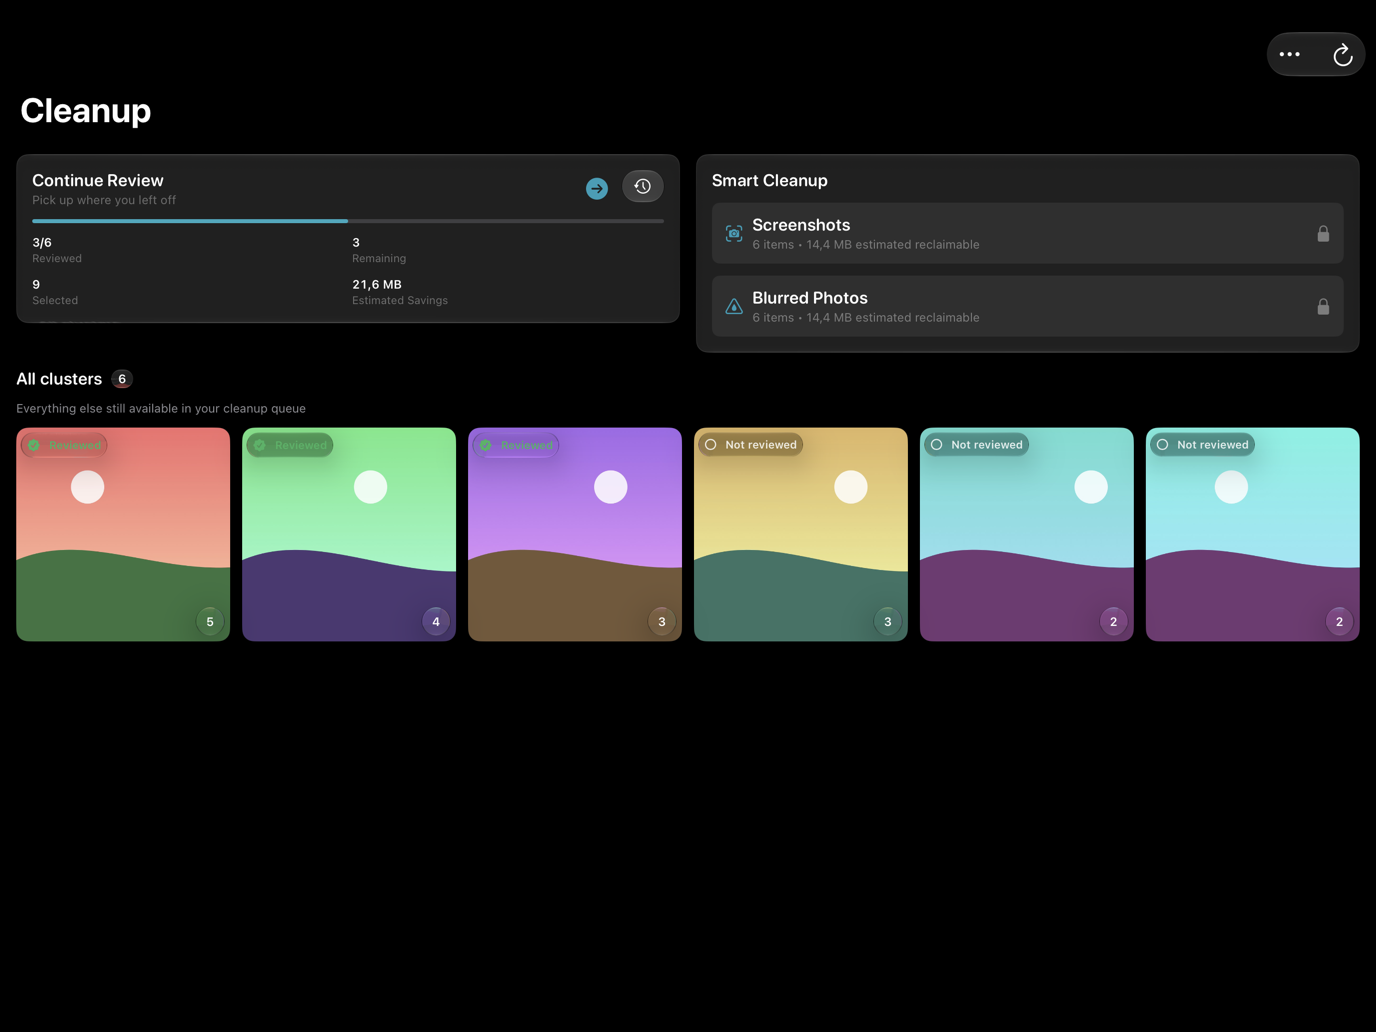 Cleanup
Continue Review
Pick up where you left off
3/6
Reviewed
3
Remaining
9
Selected
21,6 MB
Estimated Savings
Smart Cleanup
Screenshots
6 items • 14,4 MB estimated reclaimable
Blurred Photos
6 items • 14,4 MB estimated reclaimable
All clusters 6
Everything else still available in your cleanup queue
Reviewed
5
Reviewed
4
Reviewed
3
Not reviewed
3
Not reviewed
2
Not reviewed
2